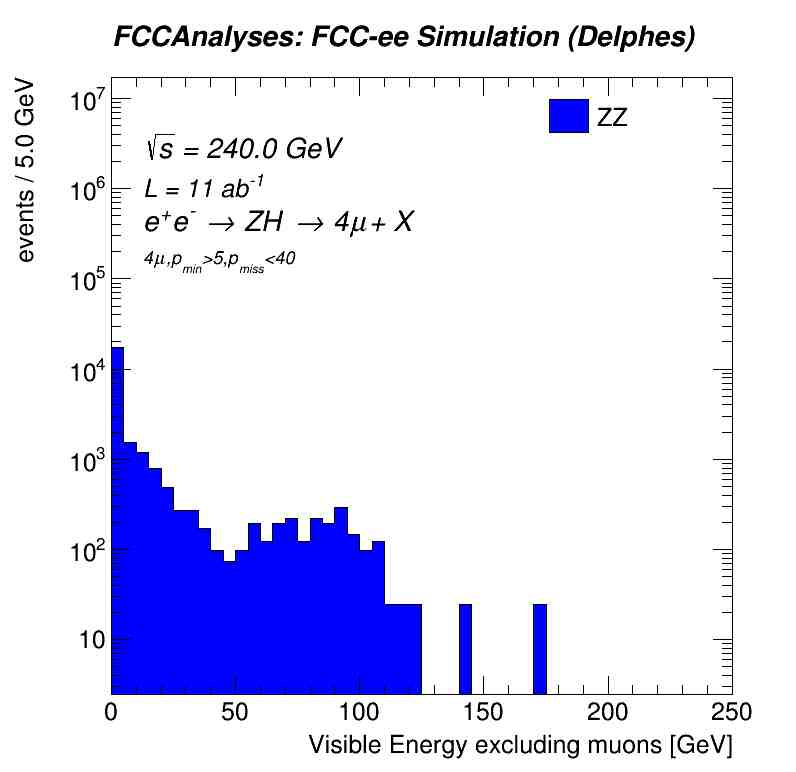 FCCAnalyses: FCC-ee Simulation (Delphes)
events / 5.0 GeV
10⁷
10⁶
10⁵
10⁴
10³
10²
10
ZZ
√s = 240.0 GeV
L = 11 ab⁻¹
e⁺e⁻ → ZH → 4μ + X
4μ,p_min>5,p_miss<40
0 50 100 150 200 250
Visible Energy excluding muons [GeV]